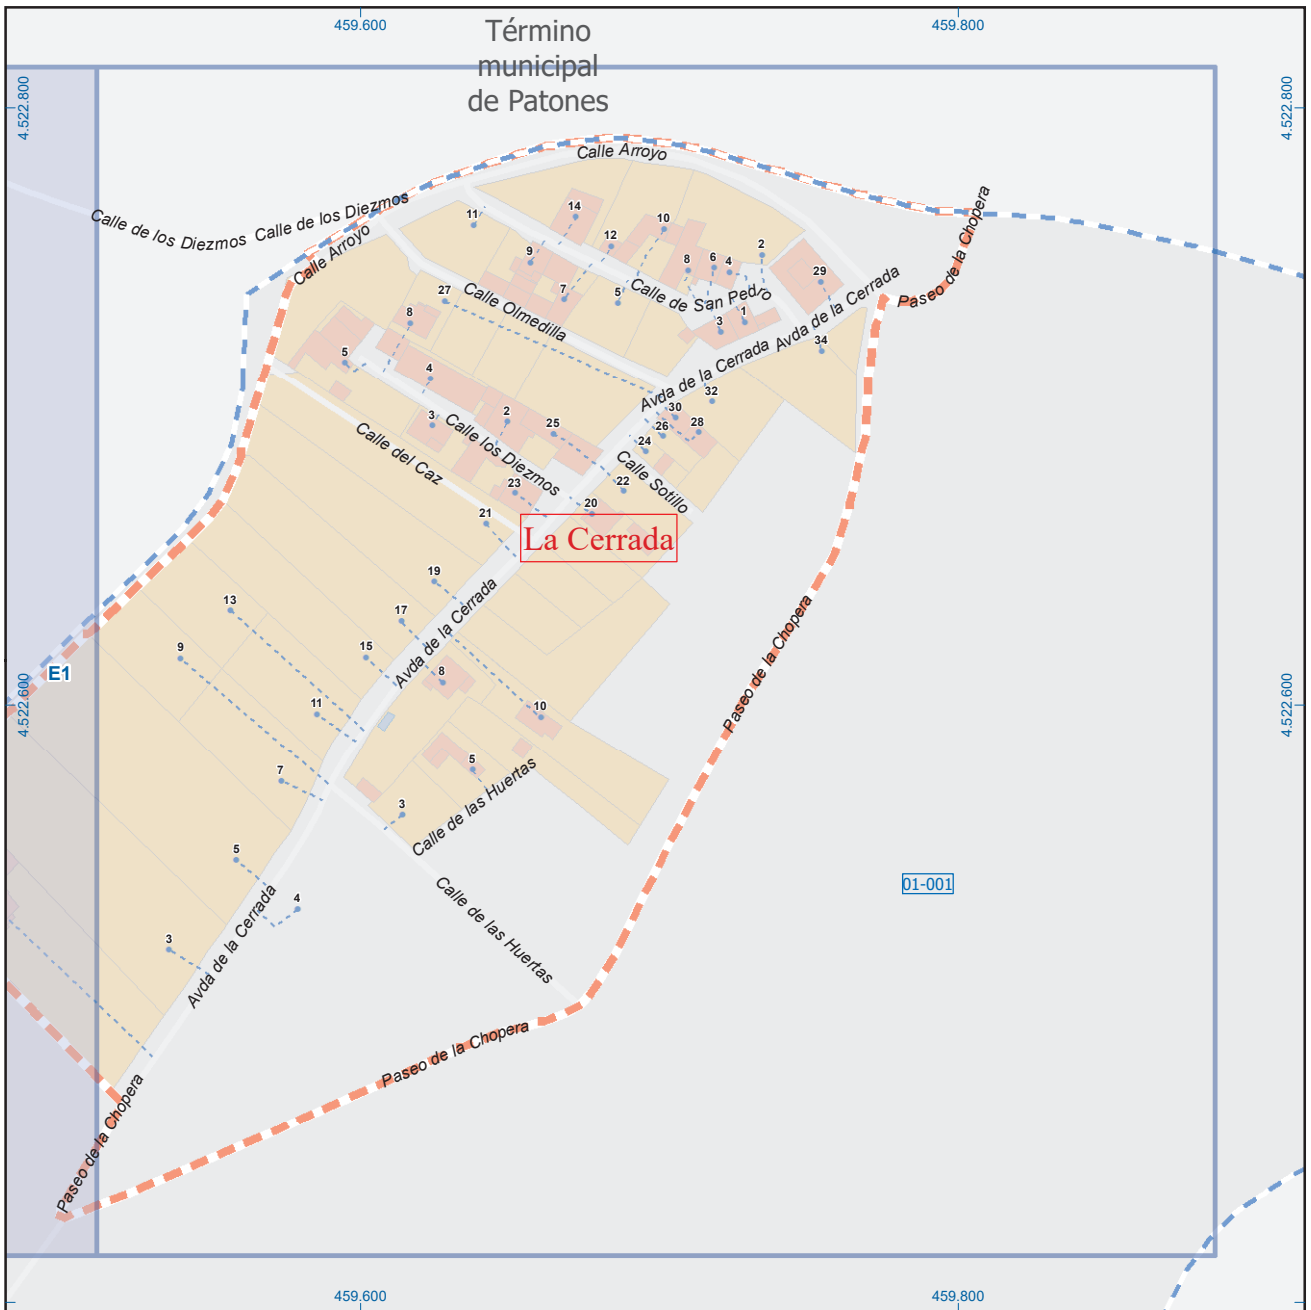 459.600
459.800
Término
municipal
de Patones
4.522.800
4.522.800
Calle Arroyo
Calle de los Diezmos
Calle de los Diezmos
Calle Arroyo
Paseo de la Chopera
Paseo de la Chopera
11
14
10
12
9
2
8
6
4
29
7
5
27
Calle de San Pedro
Avda de la Cerrada
8
Calle Olmedilla
3
1
34
5
4
Avda de la Cerrada
32
30
28
26
24
3
2
25
Calle los Diezmos
Calle del Caz
Calle Sotillo
23
22
20
21
La Cerrada
19
13
17
Avda de la Cerrada
Paseo de la Chopera
9
15
E1
8
11
10
4.522.600
4.522.600
7
5
3
Calle de las Huertas
5
01-001
4
Calle de las Huertas
3
Avda de la Cerrada
Paseo de la Chopera
Paseo de la Chopera
459.600
459.800